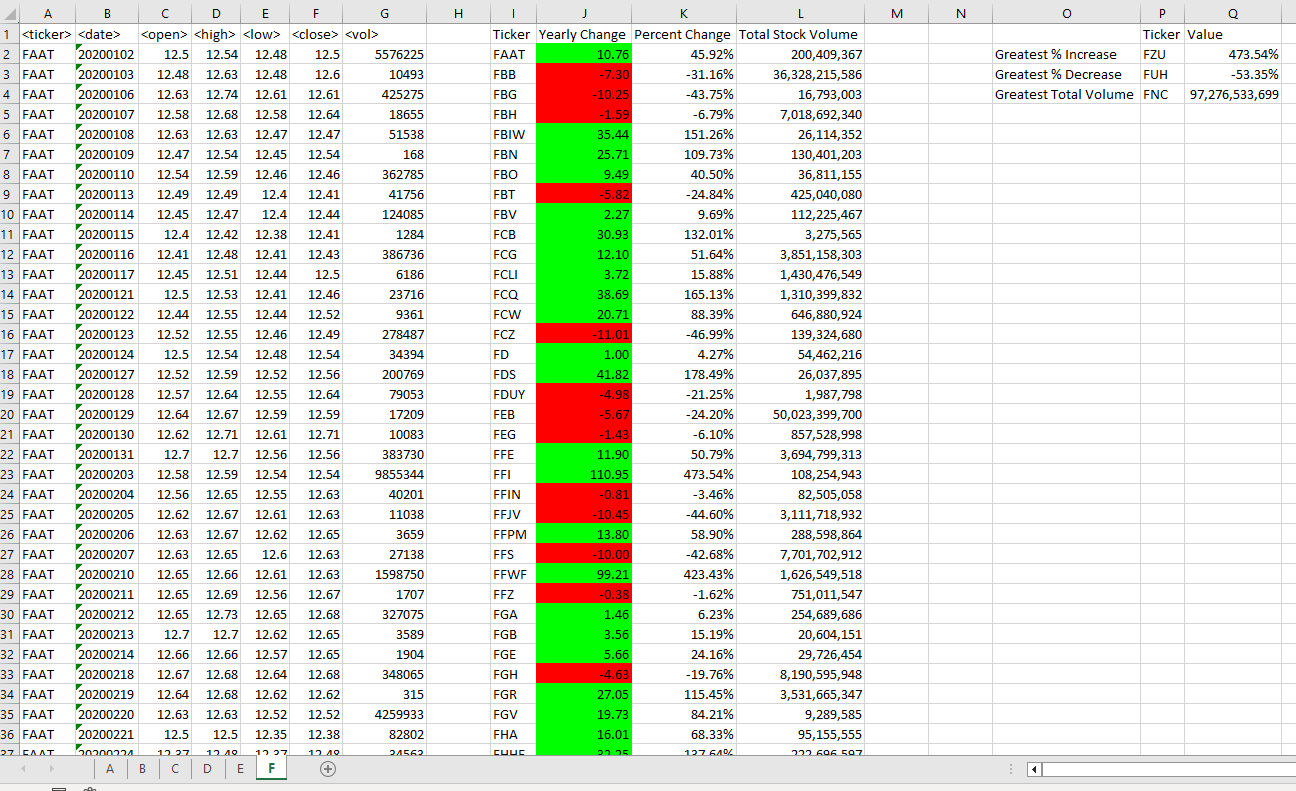 A B C D E F G H I J K L M N O P Q
1 <ticker> <date> <open> <high> <low> <close> <vol> Ticker Yearly Change Percent Change Total Stock Volume Ticker Value
2 FAAT 20200102 12.5 12.54 12.48 12.5 5576225 FAAT 10.76 45.92% 200,409,367 Greatest % Increase FZU 473.54%
3 FAAT 20200103 12.48 12.63 12.48 12.6 10493 FBB -7.30 -31.16% 36,328,215,586 Greatest % Decrease FUH -53.35%
4 FAAT 20200106 12.63 12.74 12.61 12.61 425275 FBG -10.25 -43.75% 16,793,003 Greatest Total Volume FNC 97,276,533,699
5 FAAT 20200107 12.58 12.68 12.58 12.64 18655 FBH -1.59 -6.79% 7,018,692,340
6 FAAT 20200108 12.63 12.63 12.47 12.47 51538 FBIW 35.44 151.26% 26,114,352
7 FAAT 20200109 12.47 12.54 12.45 12.54 168 FBN 25.71 109.73% 130,401,203
8 FAAT 20200110 12.54 12.59 12.46 12.46 362785 FBO 9.49 40.50% 36,811,155
9 FAAT 20200113 12.49 12.49 12.4 12.41 41756 FBT -5.82 -24.84% 425,040,080
10 FAAT 20200114 12.45 12.47 12.4 12.44 124085 FBV 2.27 9.69% 112,225,467
11 FAAT 20200115 12.4 12.42 12.38 12.41 1284 FCB 30.93 132.01% 3,275,565
12 FAAT 20200116 12.41 12.48 12.41 12.43 386736 FCG 12.10 51.64% 3,851,158,303
13 FAAT 20200117 12.45 12.51 12.44 12.5 6186 FCLI 3.72 15.88% 1,430,476,549
14 FAAT 20200121 12.5 12.53 12.41 12.46 23716 FCQ 38.69 165.13% 1,310,399,832
15 FAAT 20200122 12.44 12.55 12.44 12.52 9361 FCW 20.71 88.39% 646,880,924
16 FAAT 20200123 12.52 12.55 12.46 12.49 278487 FCZ -11.01 -46.99% 139,324,680
17 FAAT 20200124 12.5 12.54 12.48 12.54 34394 FD 1.00 4.27% 54,462,216
18 FAAT 20200127 12.52 12.59 12.52 12.56 200769 FDS 41.82 178.49% 26,037,895
19 FAAT 20200128 12.57 12.64 12.55 12.64 79053 FDUY -4.98 -21.25% 1,987,798
20 FAAT 20200129 12.64 12.67 12.59 12.59 17209 FEB -5.67 -24.20% 50,023,399,700
21 FAAT 20200130 12.62 12.71 12.61 12.71 10083 FEG -1.43 -6.10% 857,528,998
22 FAAT 20200131 12.7 12.7 12.56 12.56 383730 FFE 11.90 50.79% 3,694,799,313
23 FAAT 20200203 12.58 12.59 12.54 12.54 9855344 FFI 110.95 473.54% 108,254,943
24 FAAT 20200204 12.56 12.65 12.55 12.63 40201 FFIN -0.81 -3.46% 82,505,058
25 FAAT 20200205 12.62 12.67 12.61 12.63 11038 FFJV -10.45 -44.60% 3,111,718,932
26 FAAT 20200206 12.63 12.67 12.62 12.65 3659 FFPM 13.80 58.90% 288,598,864
27 FAAT 20200207 12.63 12.65 12.6 12.63 27138 FFS -10.00 -42.68% 7,701,702,912
28 FAAT 20200210 12.65 12.66 12.61 12.63 1598750 FFWF 99.21 423.43% 1,626,549,518
29 FAAT 20200211 12.65 12.69 12.56 12.67 1707 FFZ -0.38 -1.62% 751,011,547
30 FAAT 20200212 12.65 12.73 12.65 12.68 327075 FGA 1.46 6.23% 254,689,686
31 FAAT 20200213 12.7 12.7 12.62 12.65 3589 FGB 3.56 15.19% 20,604,151
32 FAAT 20200214 12.66 12.66 12.57 12.65 1904 FGE 5.66 24.16% 29,726,454
33 FAAT 20200218 12.67 12.68 12.64 12.68 348065 FGH -4.63 -19.76% 8,190,595,948
34 FAAT 20200219 12.64 12.68 12.62 12.62 315 FGR 27.05 115.45% 3,531,665,347
35 FAAT 20200220 12.63 12.63 12.52 12.52 4259933 FGV 19.73 84.21% 9,289,585
36 FAAT 20200221 12.5 12.5 12.35 12.38 82802 FHA 16.01 68.33% 95,155,555
37 FAAT 20200224 12.37 12.48 12.37 12.48 34563 FHHF 32.25 137.64% 222,696,597
A B C D E F